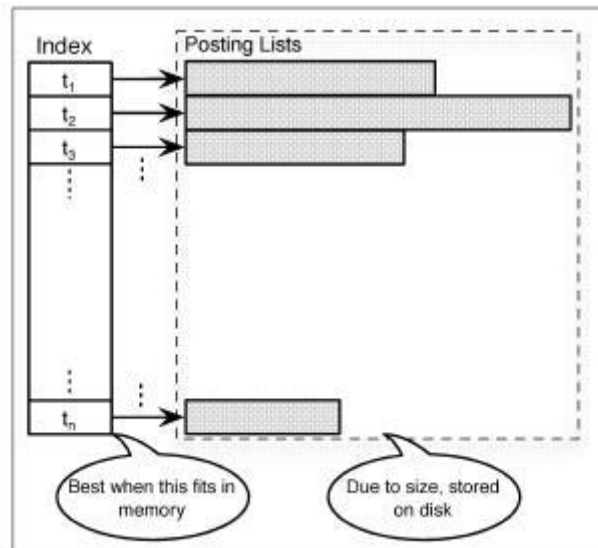 Index
Posting Lists
t1
t2
t3
tn
Best when this fits in
memory
Due to size, stored
on disk